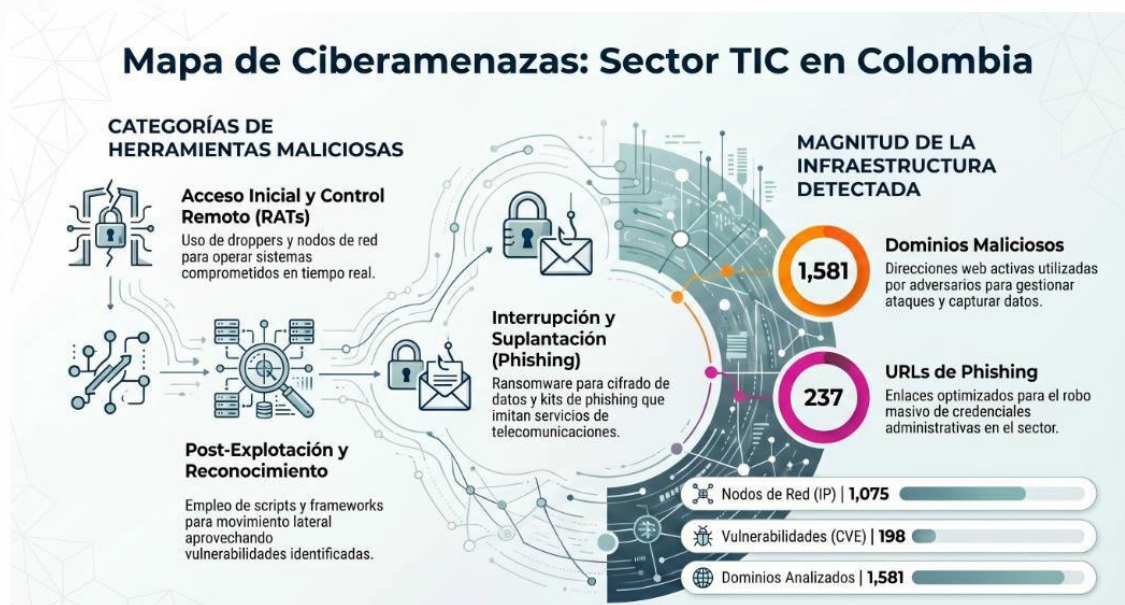 Mapa de Ciberamenazas: Sector TIC en Colombia
CATEGORÍAS DE
HERRAMIENTAS MALICIOSAS
Acceso Inicial y Control
Remoto (RATs)
Uso de droppers y nodos de red
para operar sistemas
comprometidos en tiempo real.
Post-Explotación y
Reconocimiento
Empleo de scripts y frameworks
para movimiento lateral
aprovechando
vulnerabilidades identificadas.
Interrupción y
Suplantación
(Phishing)
Ransomware para cifrado de
datos y kits de phishing que
imitan servicios de
telecomunicaciones.
MAGNITUD DE LA
INFRAESTRUCTURA
DETECTADA
1,581
Dominios Maliciosos
Direcciones web activas utilizadas
por adversarios para gestionar
ataques y capturar datos.
237
URLs de Phishing
Enlaces optimizados para el robo
masivo de credenciales
administrativas en el sector.
Nodos de Red (IP) | 1,075
Vulnerabilidades (CVE) | 198
Dominios Analizados | 1,581